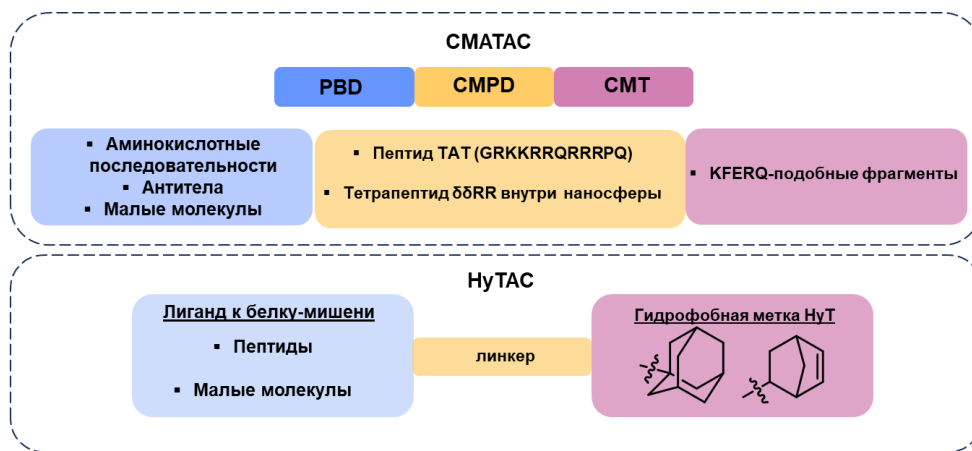 CMATAC
PBD
CMPD
CMT
▪ Аминокислотные
последовательности
▪ Антитела
▪ Малые молекулы
▪ Пептид TAT (GRKKRRQRRRPQ)
▪ Тетрапептид δδRR внутри наносферы
▪ KFERQ-подобные фрагменты
HyTAC
Лиганд к белку-мишени
▪ Пептиды
▪ Малые молекулы
линкер
Гидрофобная метка HyT